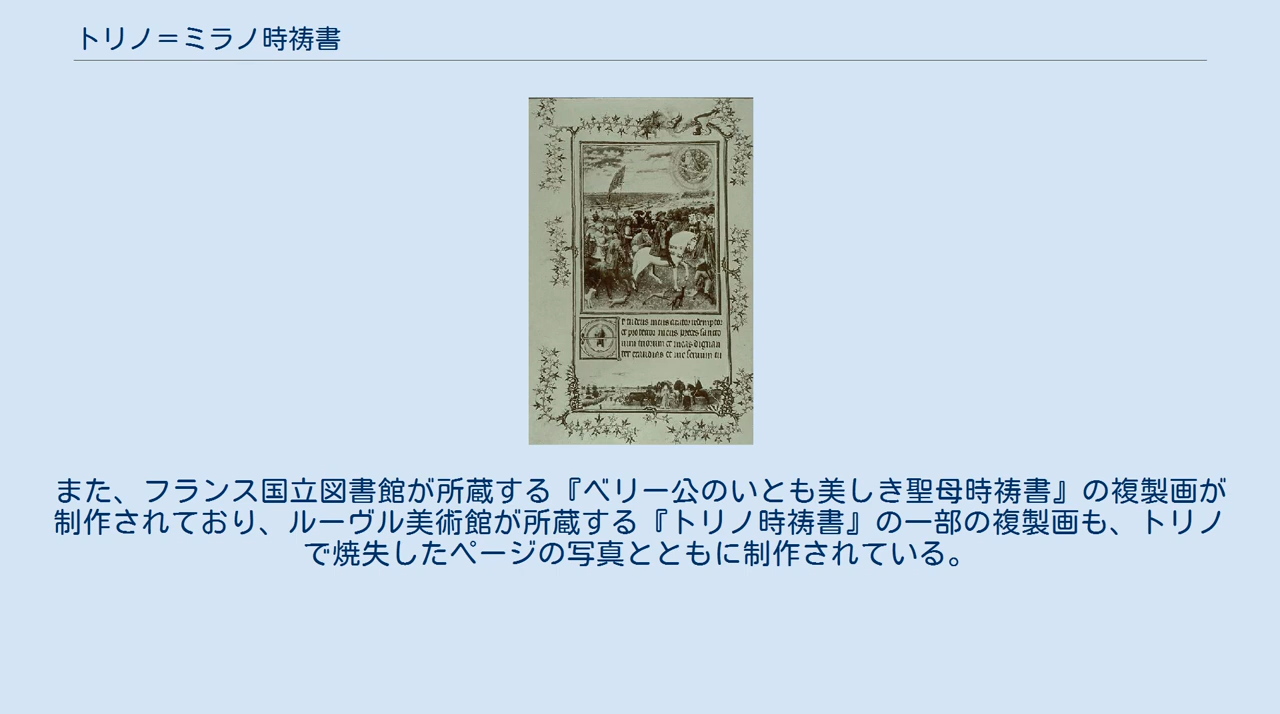 トリノ＝ミラノ時祷書
また、フランス国立図書館が所蔵する『ベリー公のいとも美しき聖母時祷書』の複製画が
制作されており、ルーヴル美術館が所蔵する『トリノ時祷書』の一部の複製画も、トリノ
で焼失したページの写真とともに制作されている。